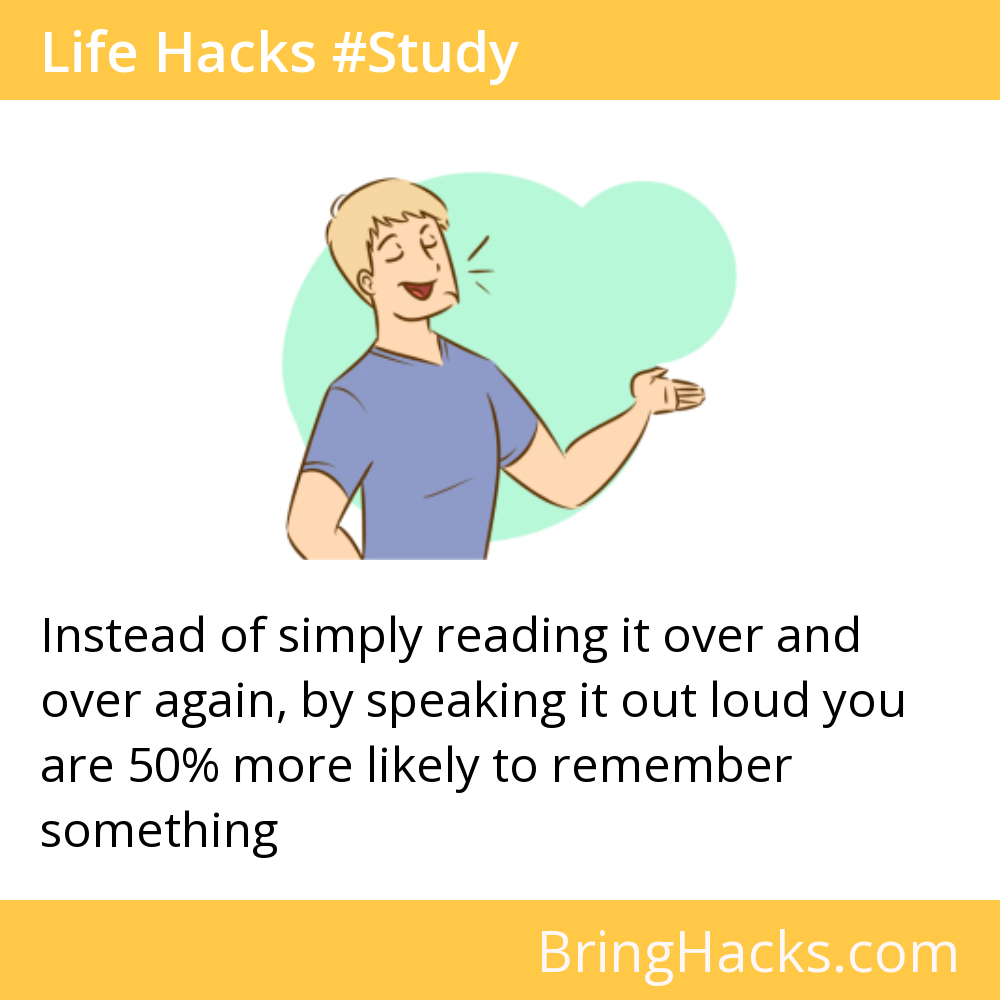 Life Hacks #Study
Instead of simply reading it over and
over again, by speaking it out loud you
are 50% more likely to remember
something
BringHacks.com